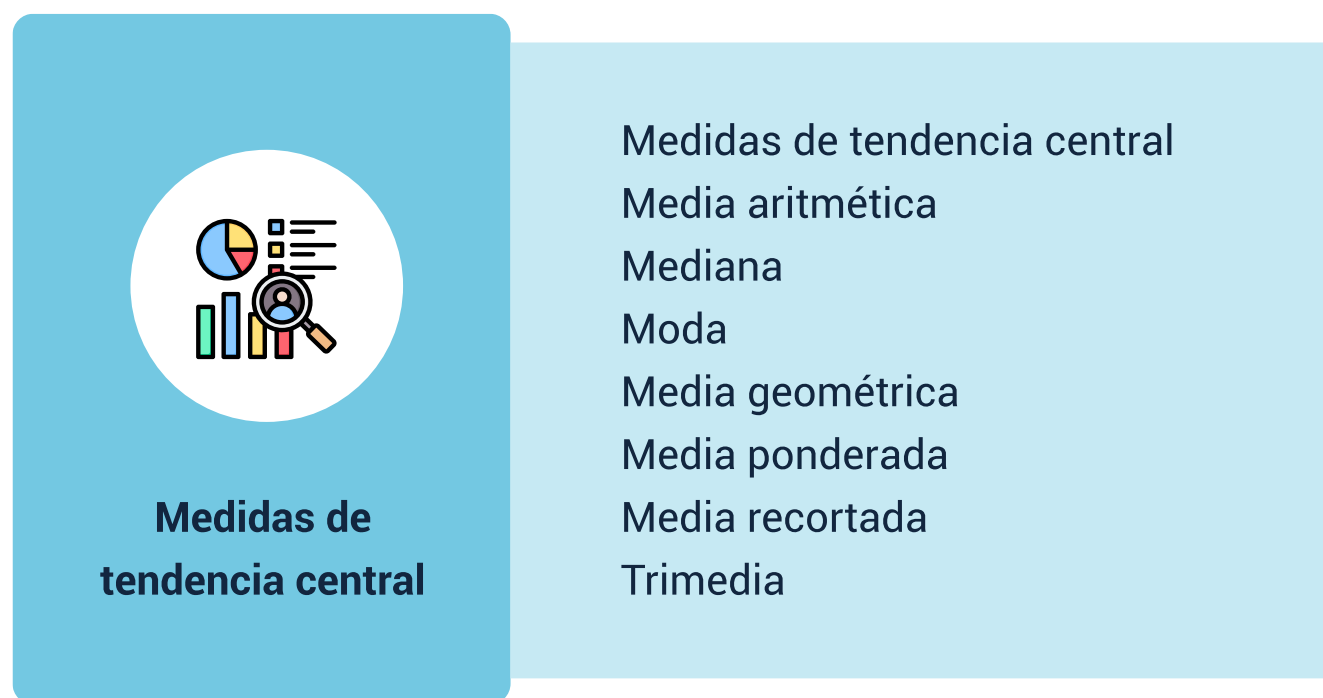 Medidas de
tendencia central
Medidas de tendencia central
Media aritmética
Mediana
Moda
Media geométrica
Media ponderada
Media recortada
Trimedia